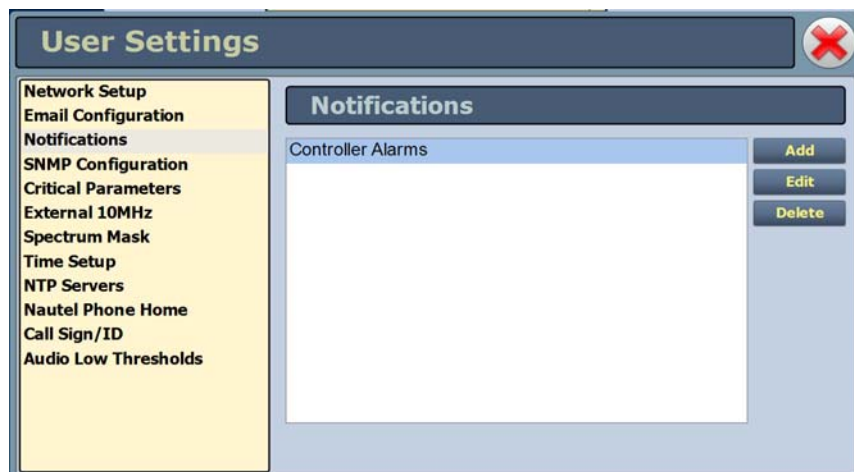 User Settings
Network Setup
Email Configuration
Notifications
SNMP Configuration
Critical Parameters
External 10MHz
Spectrum Mask
Time Setup
NTP Servers
Nautel Phone Home
Call Sign/ID
Audio Low Thresholds
Notifications
Controller Alarms
Add
Edit
Delete